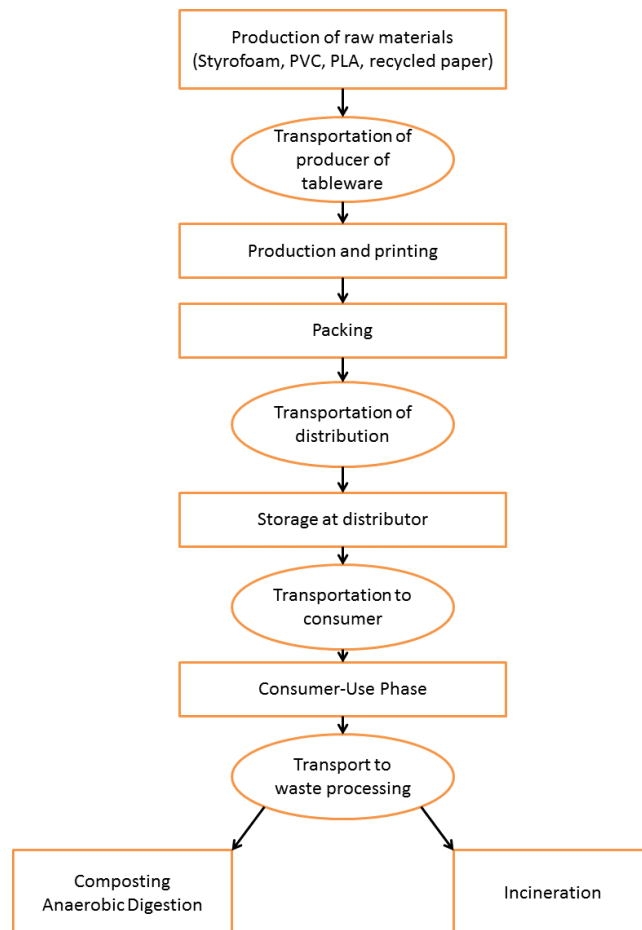 Production of raw materials
(Styrofoam, PVC, PLA, recycled paper)
Transportation of
producer of
tableware
Production and printing
Packing
Transportation of
distribution
Storage at distributor
Transportation to
consumer
Consumer-Use Phase
Transport to
waste processing
Composting
Anaerobic Digestion
Incineration